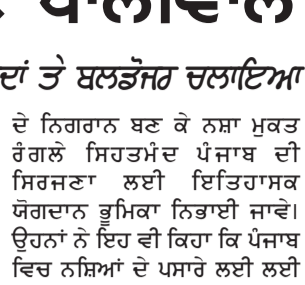 ਦਾਂ ਤੇ ਬਲਡੋਜਰ ਚਲਾਇਆ
ਦੇ ਨਿਗਰਾਨ ਬਣ ਕੇ ਨਸ਼ਾ ਮੁਕਤ
ਰੰਗਲੇ ਸਿਹਤਮੰਦ ਪੰਜਾਬ ਦੀ
ਸਿਰਜਣਾ ਲਈ ਇਤਿਹਾਸਕ
ਯੋਗਦਾਨ ਭੂਮਿਕਾ ਨਿਭਾਈ ਜਾਵੇ।
ਉਹਨਾਂ ਨੇ ਇਹ ਵੀ ਕਿਹਾ ਕਿ ਪੰਜਾਬ
ਵਿਚ ਨਸ਼ਿਆਂ ਦੇ ਪਸਾਰੇ ਲਈ ਲਈ